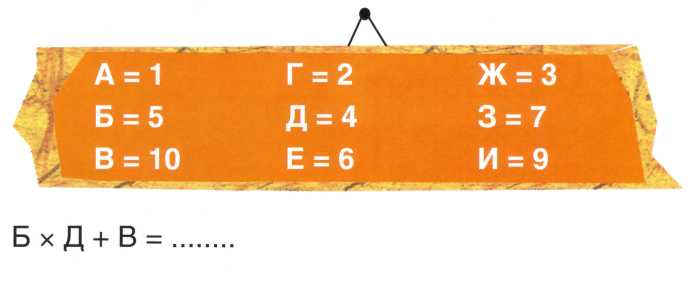 А = 1 Г = 2 Ж = 3
Б = 5 Д = 4 З = 7
В = 10 Е = 6 И = 9
Б × Д + В = ........